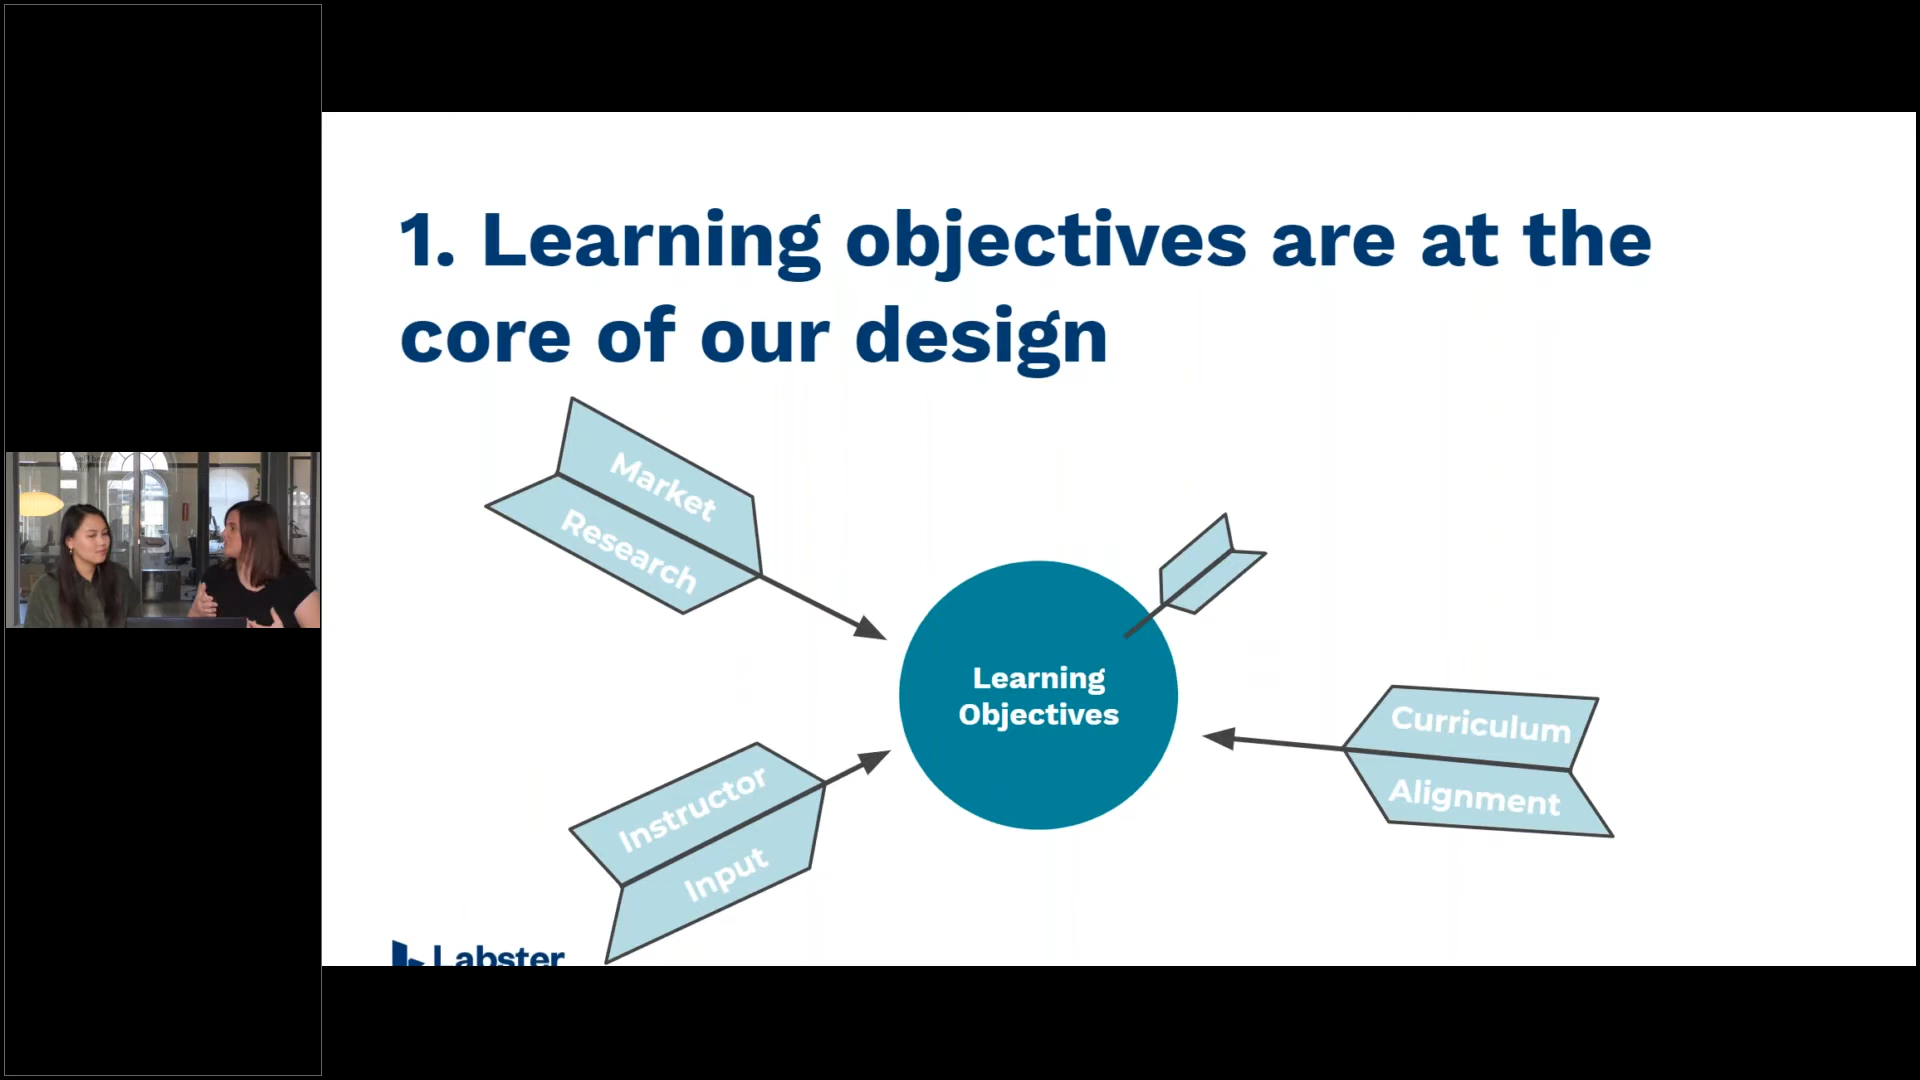 1. Learning objectives are at the
core of our design
Market
Research
Learning
Objectives
Curriculum
Alignment
Instructor
Input
Labster